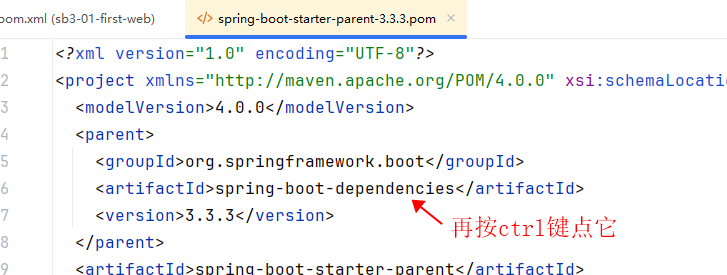 pom.xml (sb3-01-first-web)
</> spring-boot-starter-parent-3.3.3.pom ×
1 <?xml version="1.0" encoding="UTF-8"?>
2 <project xmlns="http://maven.apache.org/POM/4.0.0" xsi:schemaLocatio
3 <modelVersion>4.0.0</modelVersion>
4 <parent>
5 <groupId>org.springframework.boot</groupId>
6 <artifactId>spring-boot-dependencies</artifactId>
7 <version>3.3.3</version>
再按ctrl键点它
8 </parent>
9 <artifactId>spring-boot-starter-parent</artifactId>